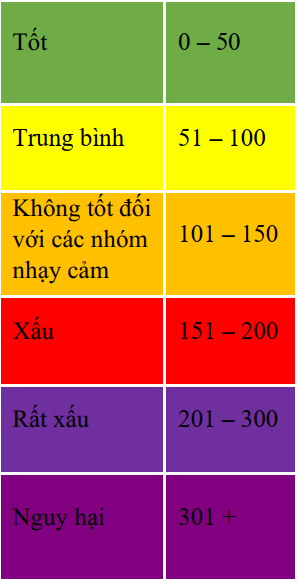 Tốt
0 – 50
Trung bình
51 – 100
Không tốt đối
với các nhóm
nhạy cảm
101 – 150
Xấu
151 – 200
Rất xấu
201 – 300
Nguy hại
301 +